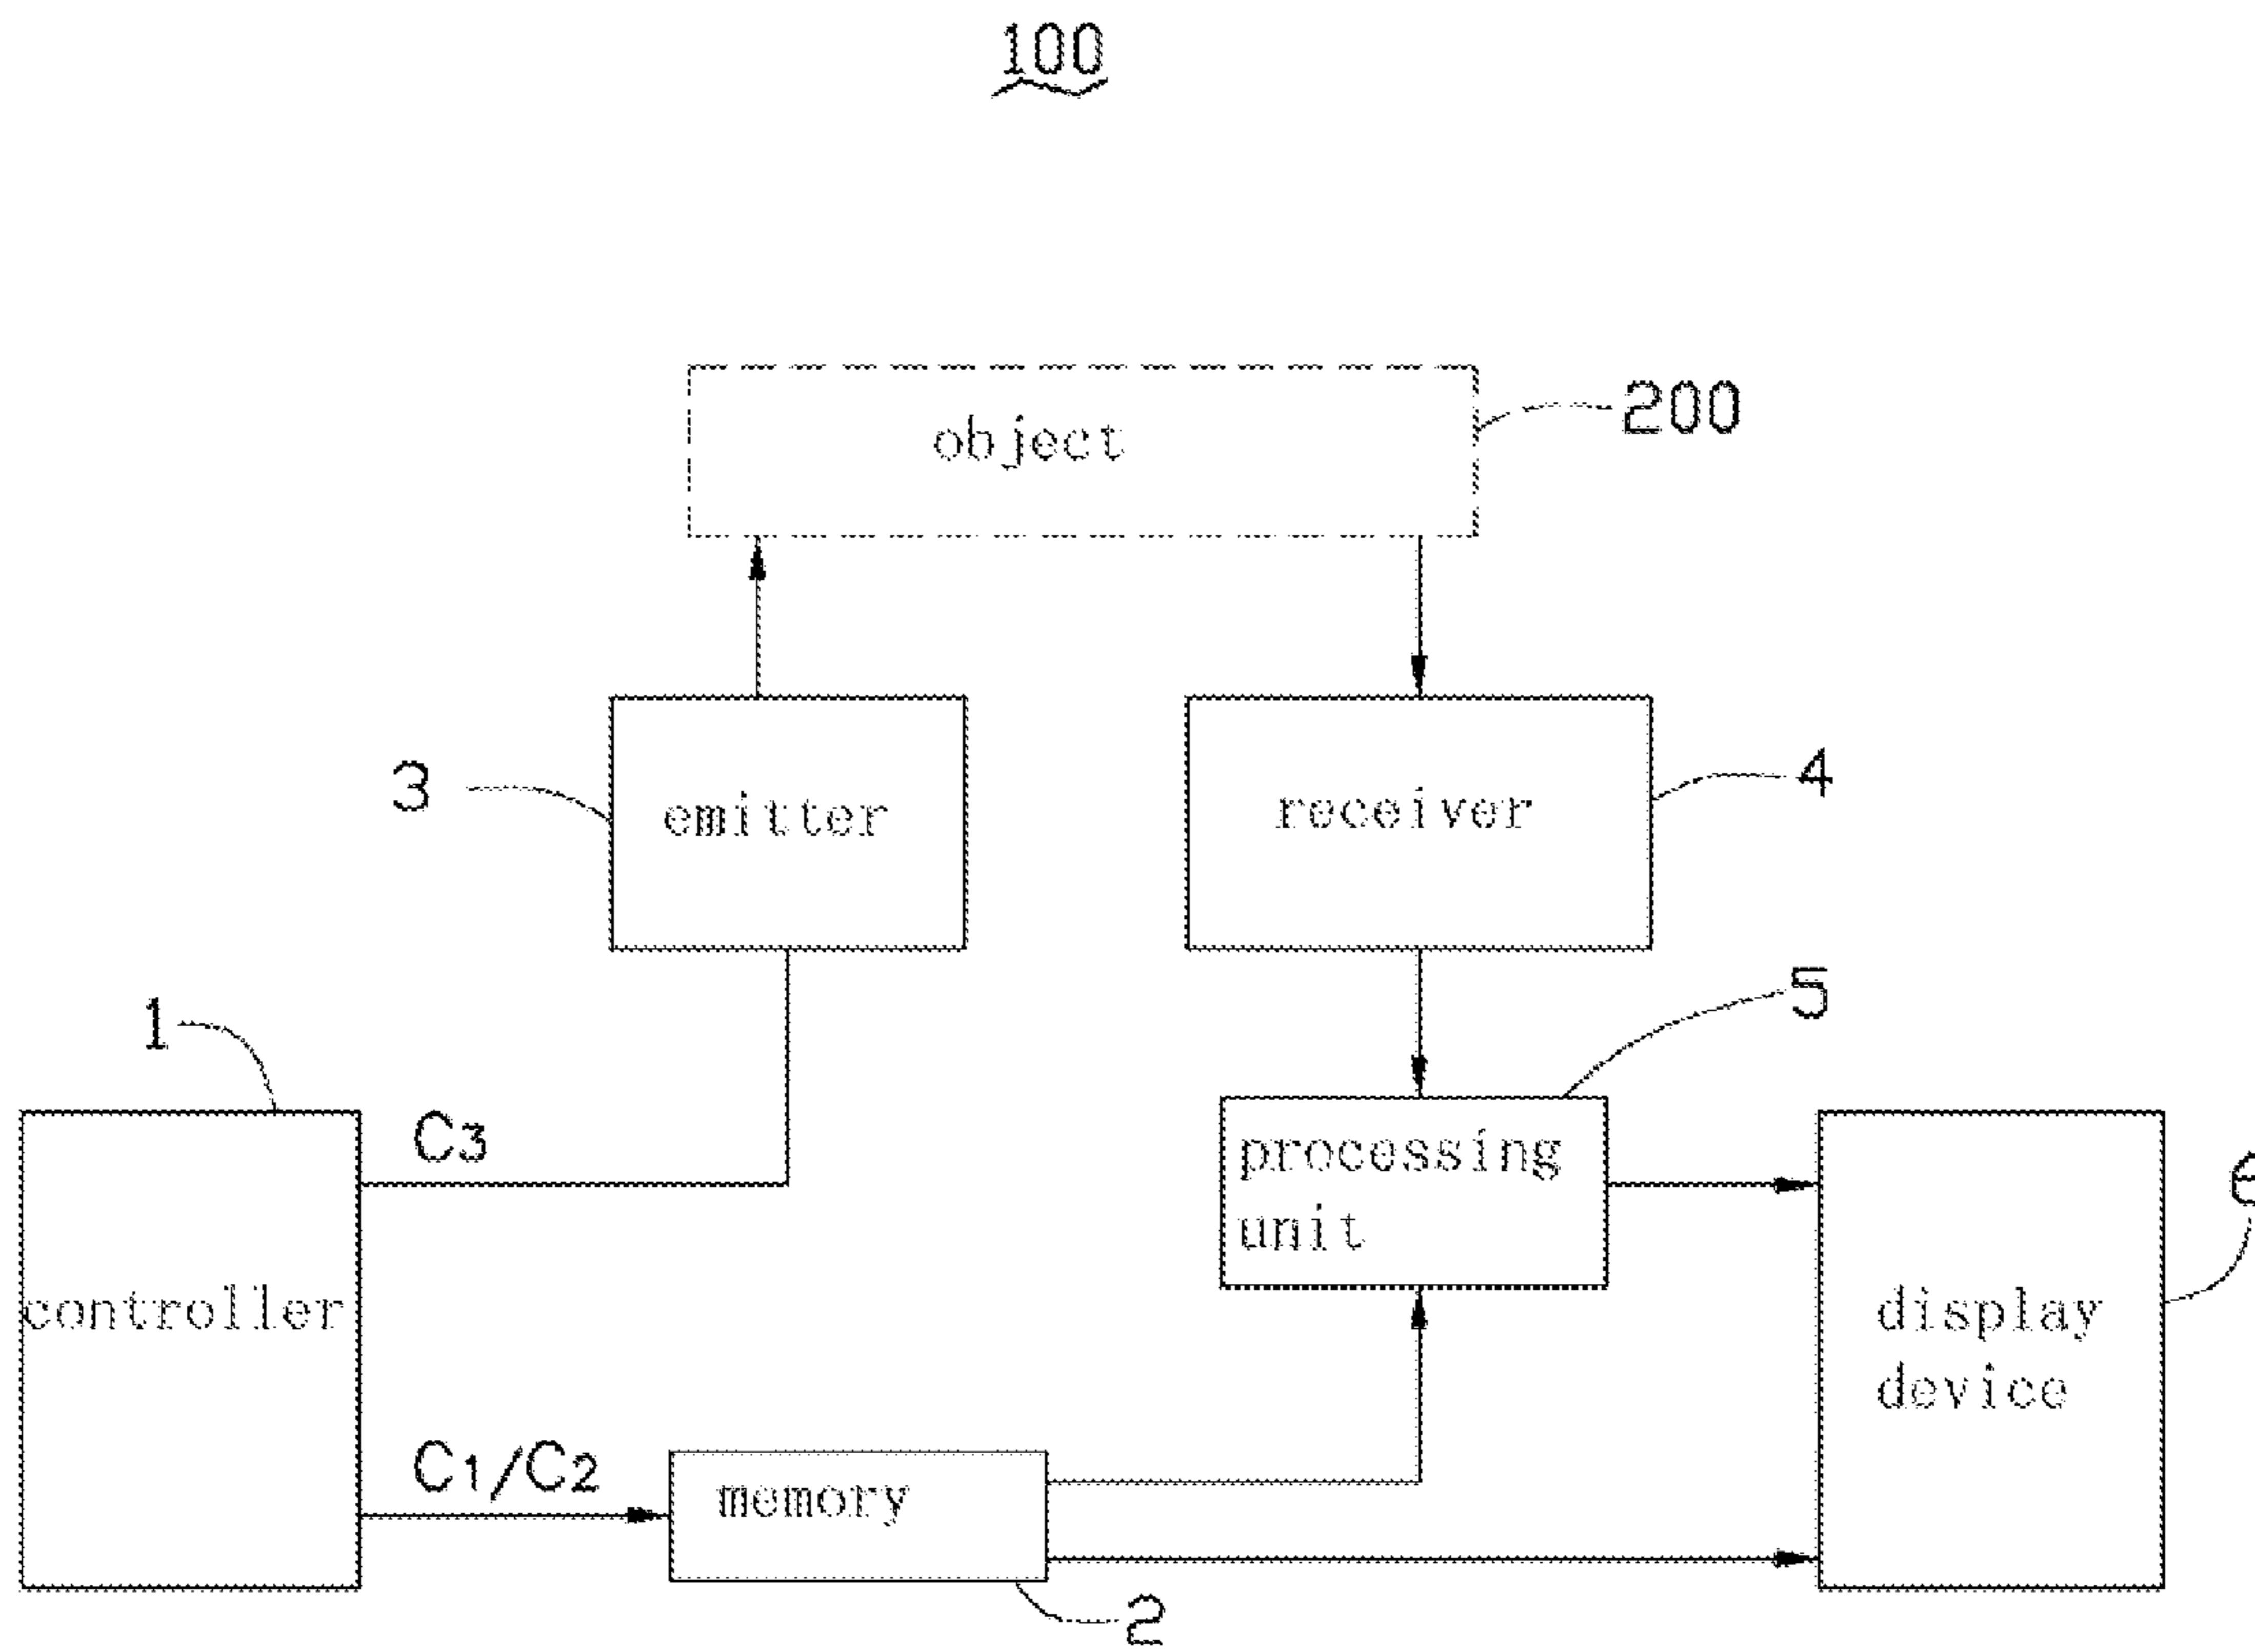 100
object
200
3
emitter
receiver
4
1
C3
5
processing
unit
controller
display
device
6
C1/C2
memory
2